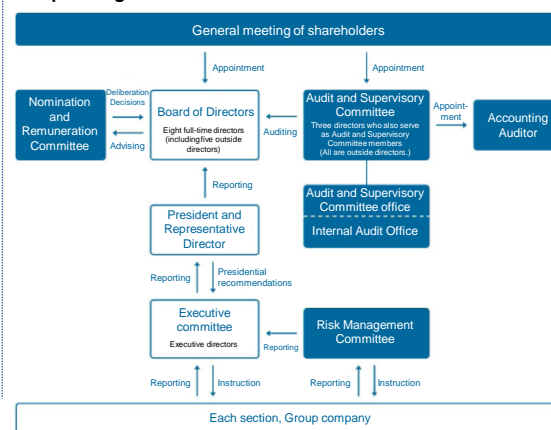 General meeting of shareholders
Appointment
Appointment
Nomination
and
Remuneration
Committee
Deliberation
Decisions
Advising
Board of Directors
Eight full-time directors
(includingfive outside
directors)
Auditing
Audit and Supervisory
Committee
Three directors who also serve
as Audit and Supervisory
Committee members
(All are outside directors.)
Appoint-
ment
Accounting
Auditor
Reporting
Audit and Supervisory
Committee office
Internal Audit Office
President and
Representative
Director
Reporting
Presidential
recommendations
Executive
committee
Executive directors
Reporting
Risk Management
Committee
Reporting
Instruction
Reporting
Instruction
Each section, Group company